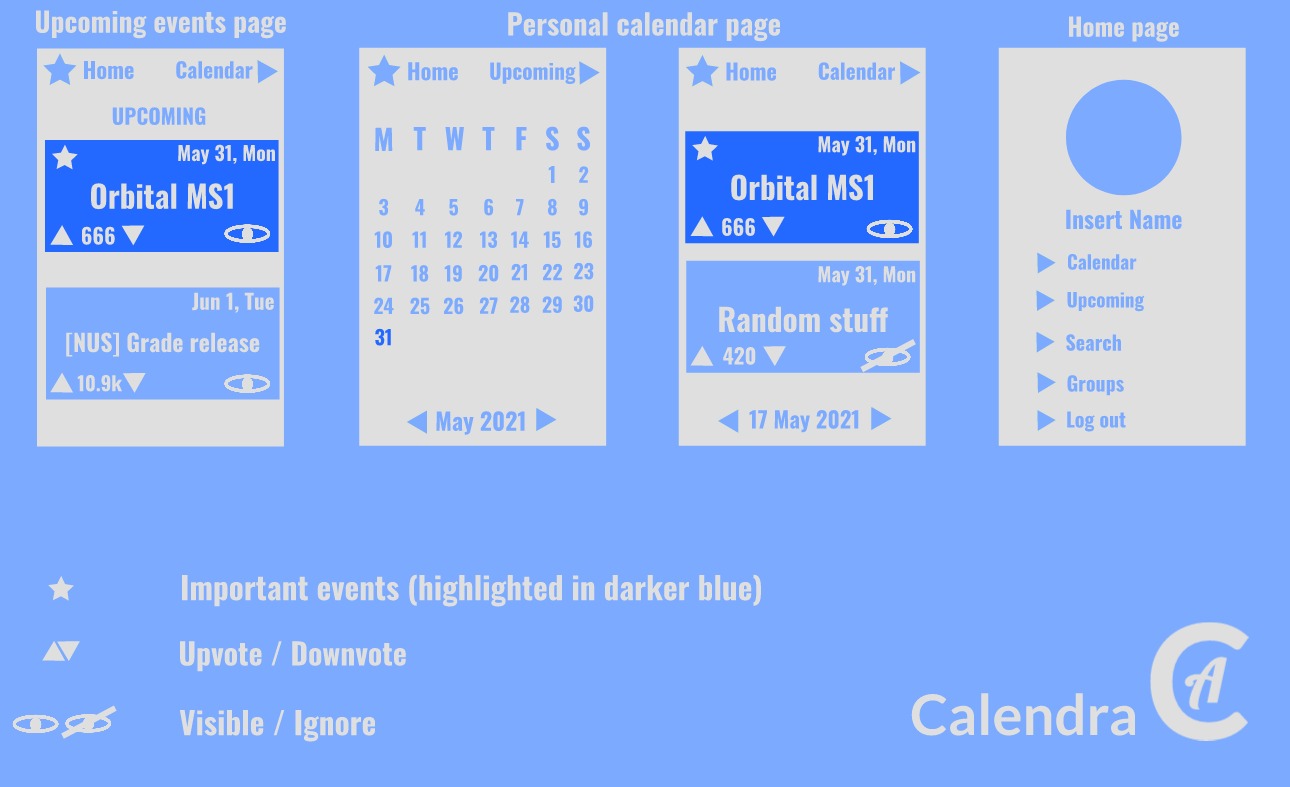 Upcoming events page
Home Calendar
UPCOMING
May 31, Mon
Orbital MS1
666
Jun 1, Tue
[NUS] Grade release
10.9k
Personal calendar page
Home Upcoming
M T W T F S S
1 2
3 4 5 6 7 8 9
10 11 12 13 14 15 16
17 18 19 20 21 22 23
24 25 26 27 28 29 30
31
May 2021
Home Calendar
May 31, Mon
Orbital MS1
666
May 31, Mon
Random stuff
420
17 May 2021
Home page
Insert Name
Calendar
Upcoming
Search
Groups
Log out
Important events (highlighted in darker blue)
Upvote / Downvote
Visible / Ignore
Calendra
CA